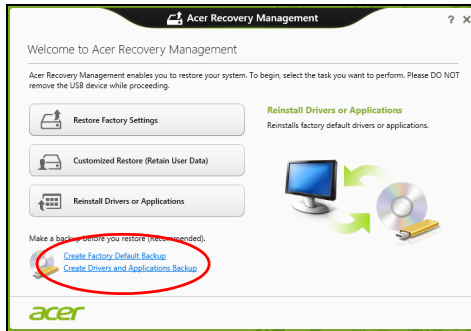 Acer Recovery Management
? X
Welcome to Acer Recovery Management
Acer Recovery Management enables you to restore your system. To begin, select the task you want to perform. Please DO NOT
remove the USB device while proceeding.
Restore Factory Settings
Customized Restore (Retain User Data)
Reinstall Drivers or Applications
Reinstall Drivers or Applications
Reinstalls factory default drivers or applications.
Make a backup before you restore (Recommended).
Create Factory Default Backup
Create Drivers and Applications Backup
acer